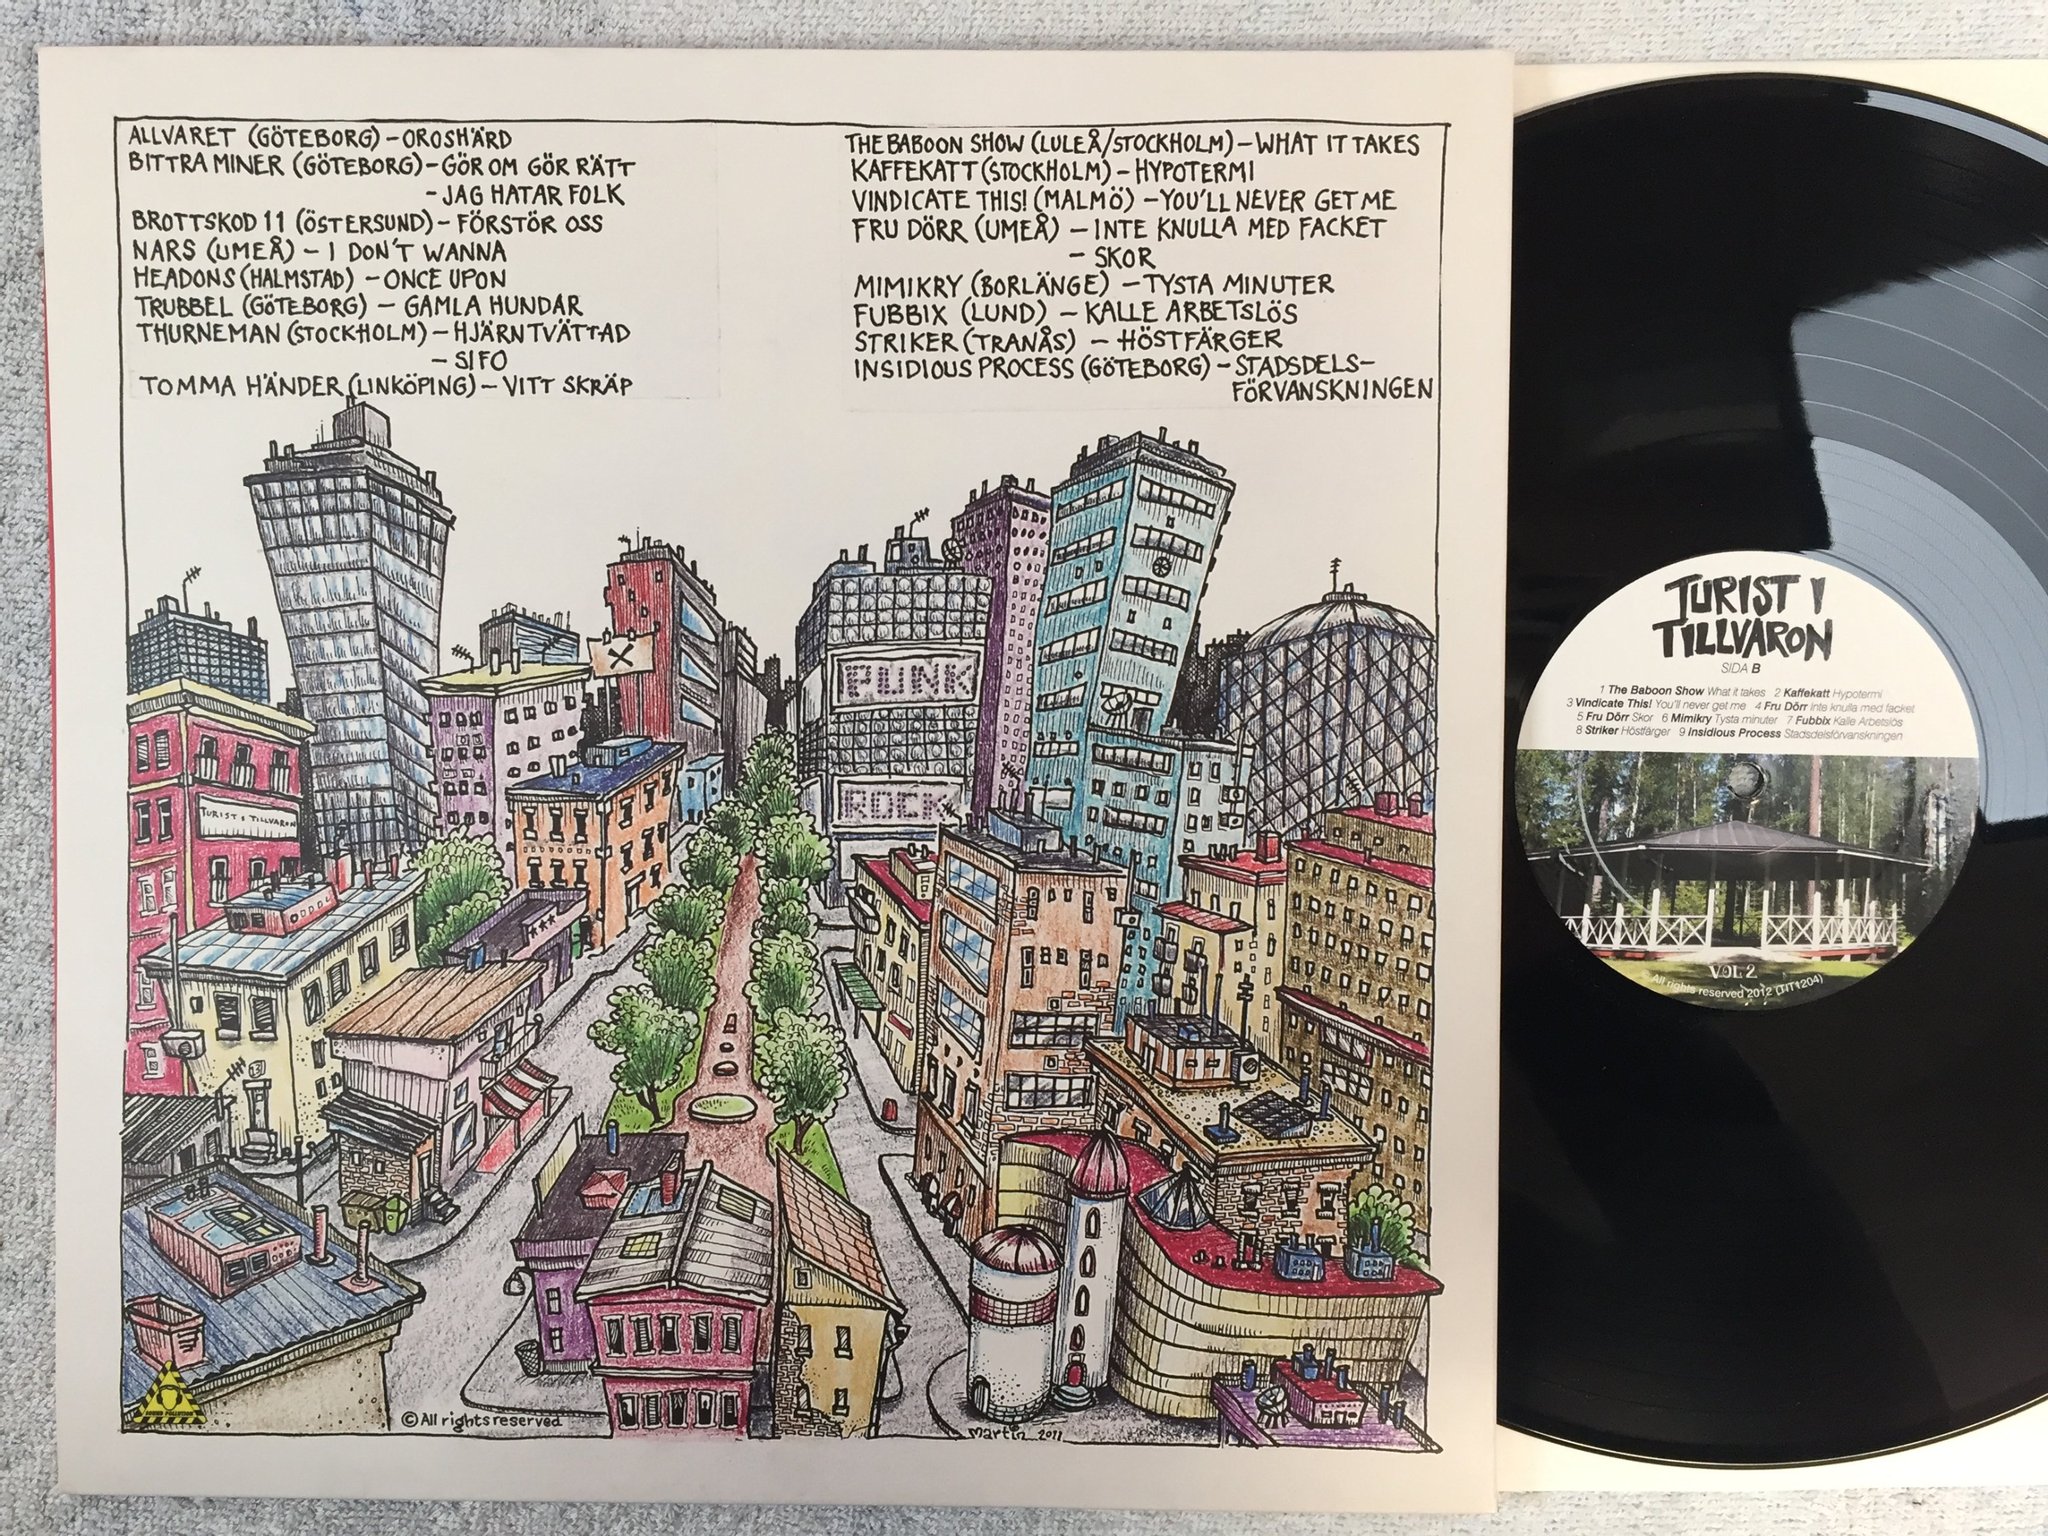 ALLVARET (GÖTEBORG) – OROSHÄRD
BITTRA MINER (GÖTEBORG) – GÖR OM GÖR RÄTT
– JAG HATAR FOLK
BROTTSKOD 11 (ÖSTERSUND) – FÖRSTÖR OSS
NARS (UMEÅ) – I DON'T WANNA
HEADONS (HALMSTAD) – ONCE UPON
TRUBBEL (GÖTEBORG) – GAMLA HUNDAR
THURNEMAN (STOCKHOLM) – HJÄRNTVÄTTAD
– SIFO
TOMMA HÄNDER (LINKÖPING) – VITT SKRÄP
THE BABOON SHOW (LULEÅ/STOCKHOLM) – WHAT IT TAKES
KAFFEKATT (STOCKHOLM) – HYPOTERMI
VINDICATE THIS! (MALMÖ) – YOU'LL NEVER GET ME
FRU DÖRR (UMEÅ) – INTE KNULLA MED FACKET
– SKOR
MIMIKRY (BORLÄNGE) – TYSTA MINUTER
FUBBIX (LUND) – KALLE ARBETSLÖS
STRIKER (TRANÅS) – HÖSTFÄRGER
INSIDIOUS PROCESS (GÖTEBORG) – STADSDELS-
FÖRVANSKNINGEN
PUNK
ROCK
TURIST I TILLVARON
13
SOUND POLLUTION
© All rights reserved
Martin 2011
TURIST I
TILLVARON
SIDA B
1 The Baboon Show What it takes 2 Kaffekatt Hypotermi
3 Vindicate This! You'll never get me 4 Fru Dörr Inte knulla med facket
5 Fru Dörr Skor 6 Mimikry Tysta minuter 7 Fubbix Kalle Arbetslös
8 Striker Höstfärger 9 Insidious Process Stadsdelsförvanskningen
VOL 2
© All rights reserved 2012 (TIT1204)